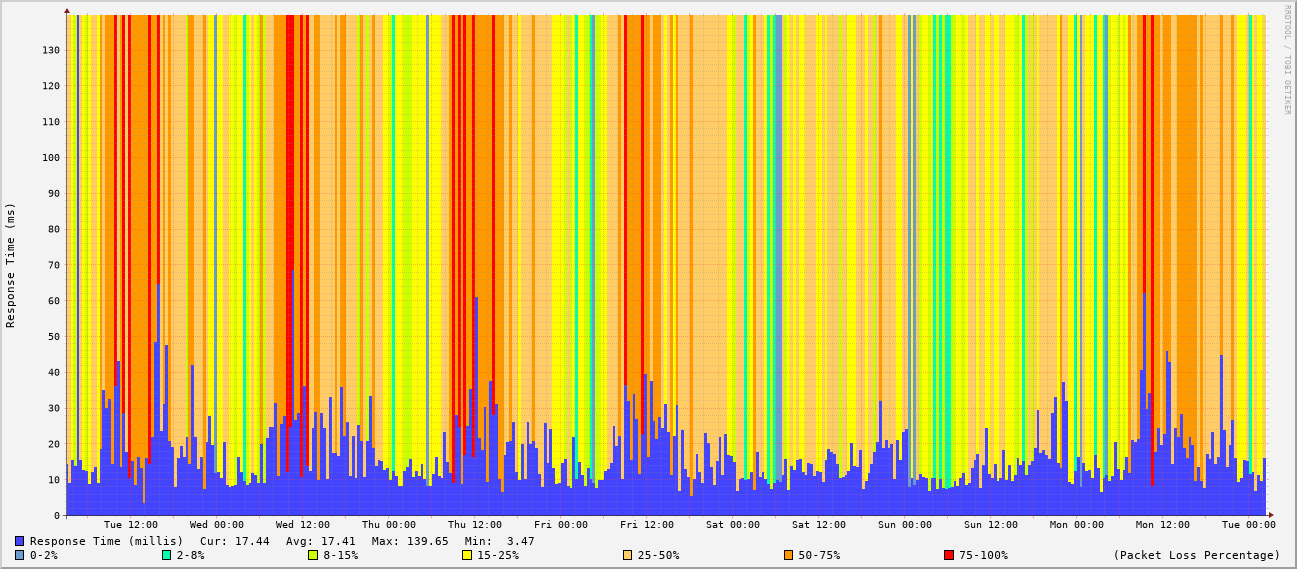 RRDTOOL / TOBI OETIKER
Response Time (ms)
130
120
110
100
90
80
70
60
50
40
30
20
10
0
Tue 12:00 Wed 00:00 Wed 12:00 Thu 00:00 Thu 12:00 Fri 00:00 Fri 12:00 Sat 00:00 Sat 12:00 Sun 00:00 Sun 12:00 Mon 00:00 Mon 12:00 Tue 00:00
Response Time (millis) Cur: 17.44 Avg: 17.41 Max: 139.65 Min: 3.47
0-2% 2-8% 8-15% 15-25% 25-50% 50-75% 75-100% (Packet Loss Percentage)